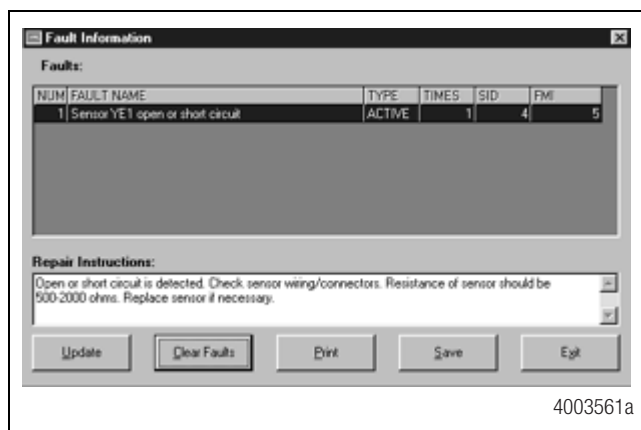 Fault Information
Faults:
NUM FAULT NAME TYPE TIMES SID FMI
1 Sensor YE1 open or short circuit ACTIVE 1 4 5
Repair Instructions:
Open or short circuit is detected. Check sensor wiring/connectors. Resistance of sensor should be
500-2000 ohms. Replace sensor if necessary.
Update Clear Faults Print Save Exit
4003561a